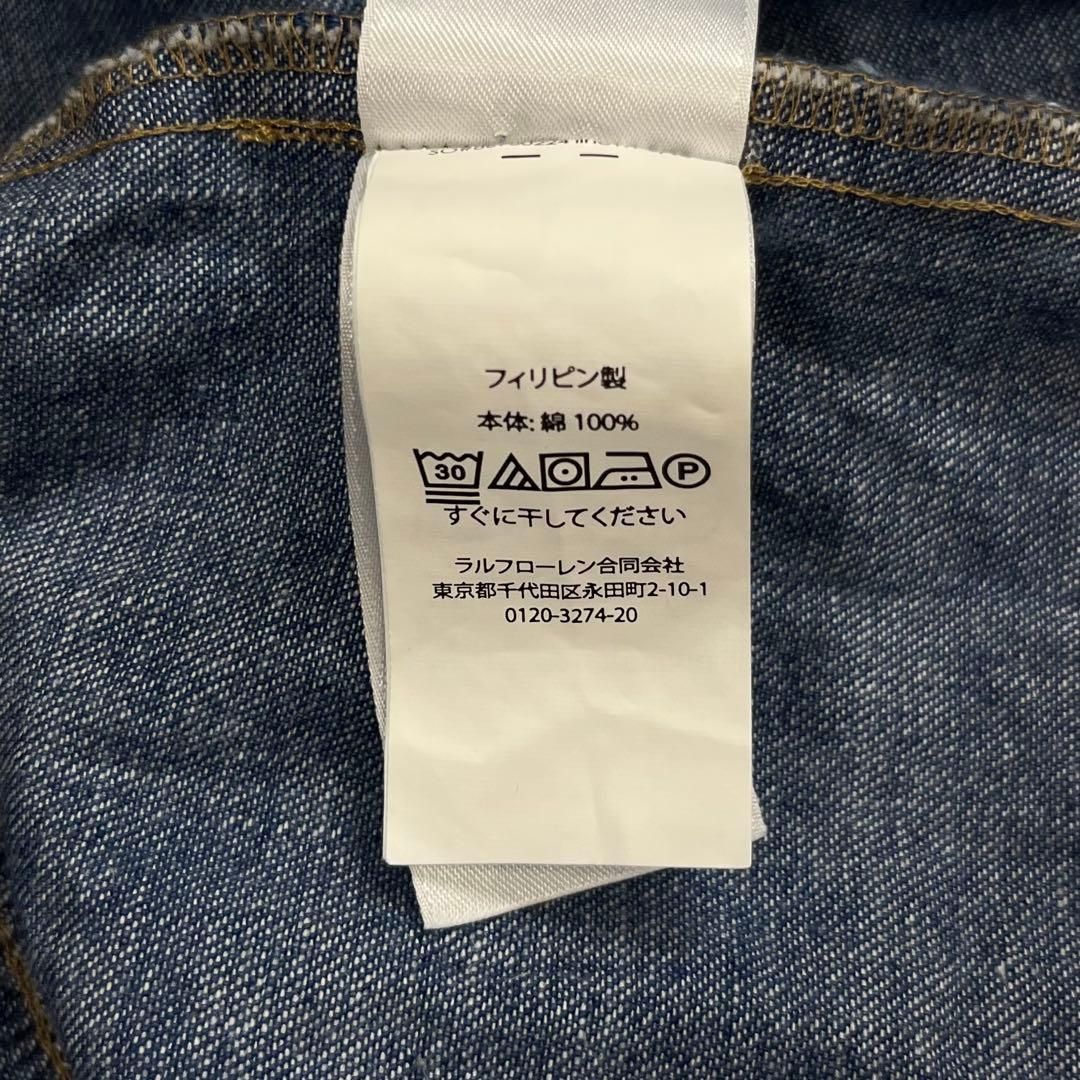 フィリピン製
本体: 綿 100%
30 P
すぐに干してください
ラルフローレン合同会社
東京都千代田区永田町2-10-1
0120-3274-20